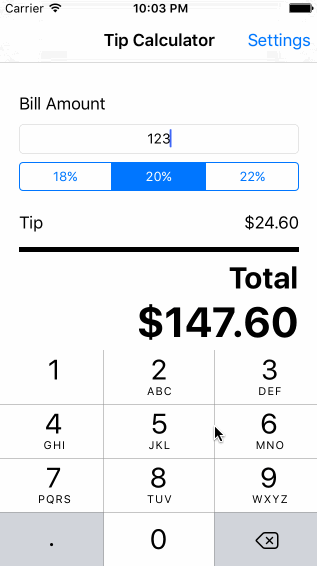 Carrier 10:03 PM
Tip Calculator Settings
Bill Amount
123
18% 20% 22%
Tip $24.60
Total
$147.60
1 2 3
ABC DEF
4 5 6
GHI JKL MNO
7 8 9
PQRS TUV WXYZ
. 0